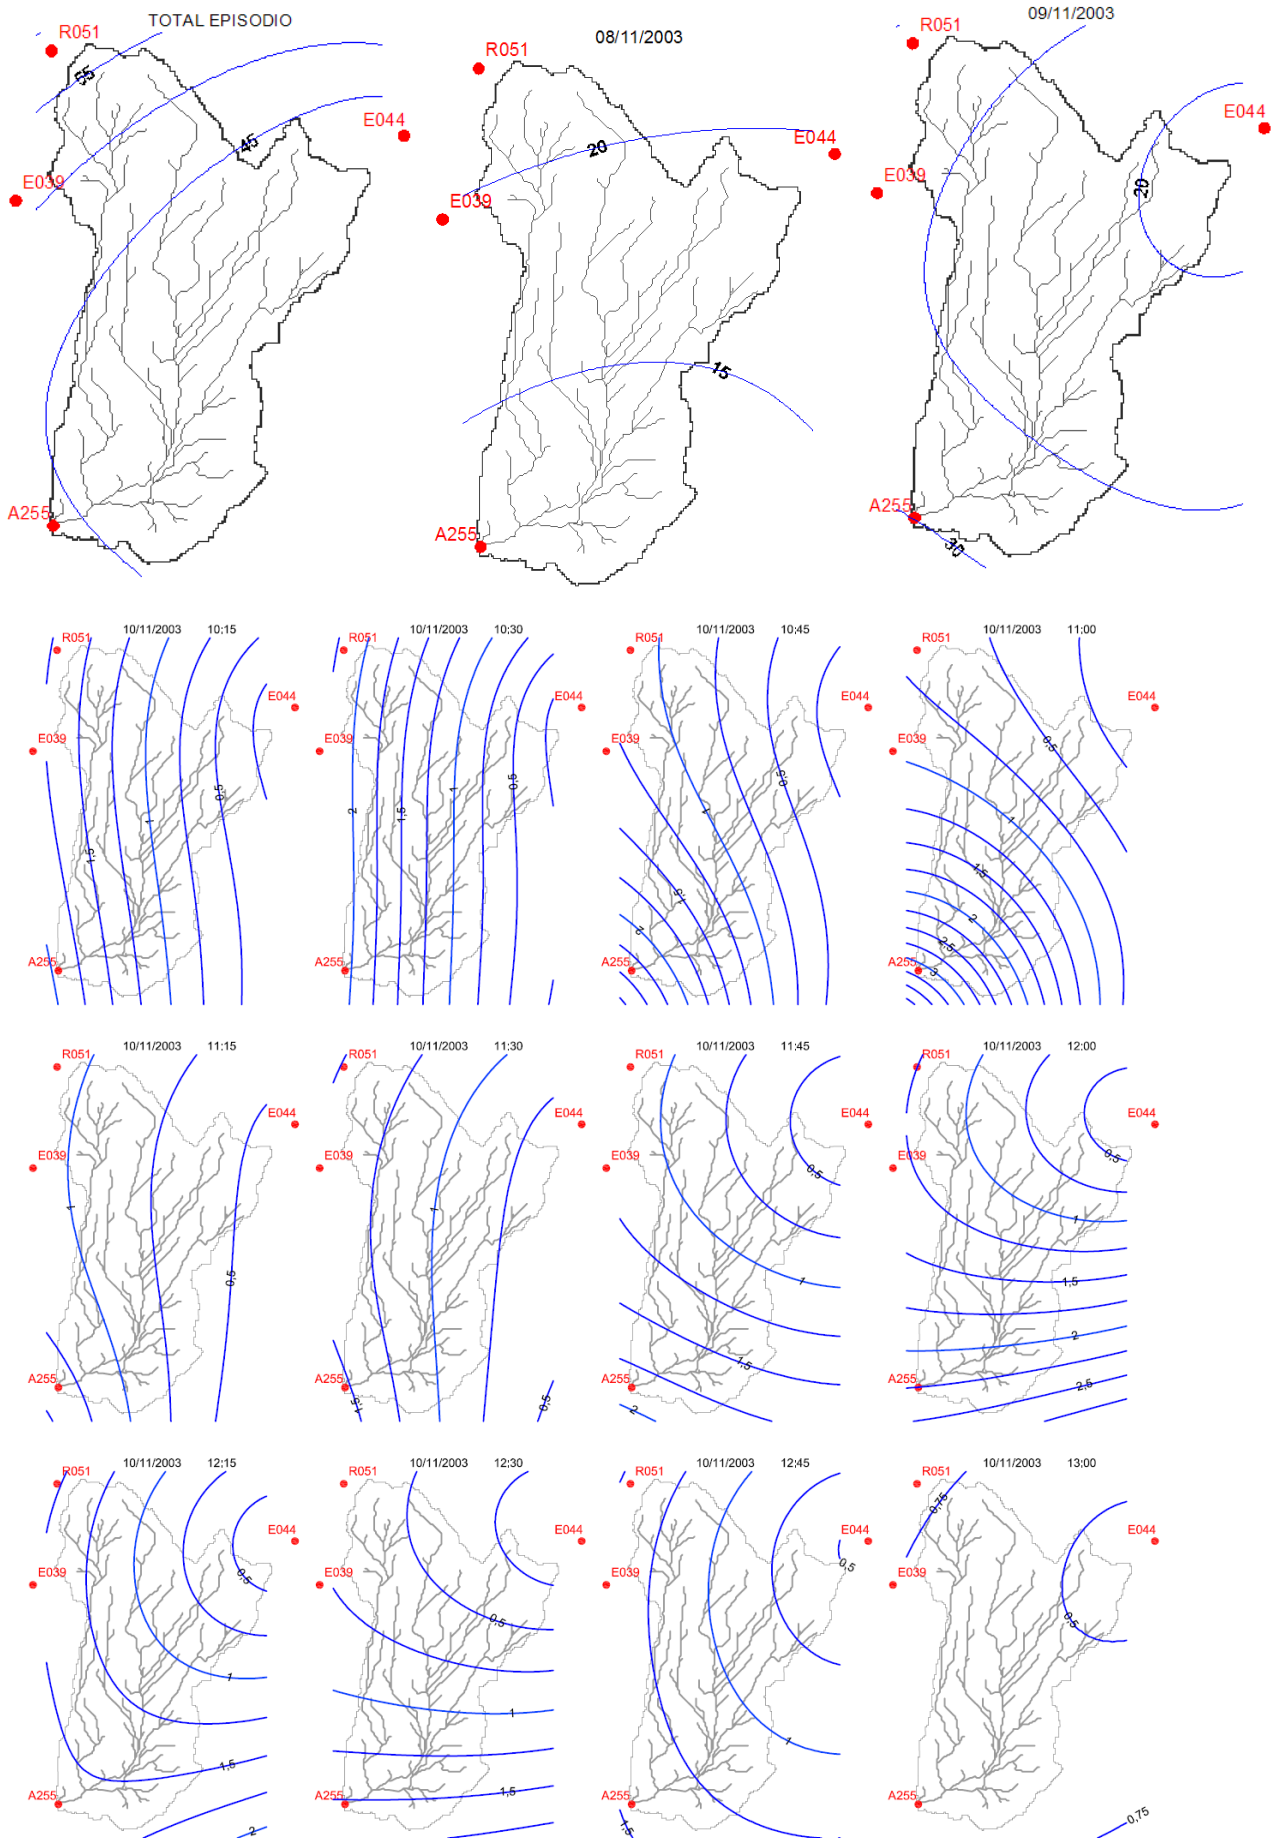 TOTAL EPISODIO
R051
55
45
E044
E039
A255
08/11/2003
R051
20
E044
E039
15
A255
09/11/2003
R051
E044
E039
20
A255
30
R051 10/11/2003 10:15
E044
E039
0,5
1
1,5
A255
R051 10/11/2003 10:30
E044
E039
2
1,5
1
0,5
A255
R051 10/11/2003 10:45
E044
E039
0,5
1
1,5
2
A255
R051 10/11/2003 11:00
E044
0,5
E039
1
1,5
2
2,5
A255
3
R051 10/11/2003 11:15
E044
E039
1
0,5
A255
R051 10/11/2003 11:30
E044
E039
1
A255
1,5
0,5
R051 10/11/2003 11:45
E044
E039
0,5
1
1,5
A255
2
R051 10/11/2003 12:00
E044
0,5
E039
1
1,5
2
A255
2,5
R051 10/11/2003 12:15
E044
E039
0,5
1
1,5
A255
2
R051 10/11/2003 12:30
E044
E039
0,5
1
A255
1,5
R051 10/11/2003 12:45
E044
0,5
E039
1
A255
1,5
R051 10/11/2003 13:00
0,75
E044
E039
0,5
A255
0,75